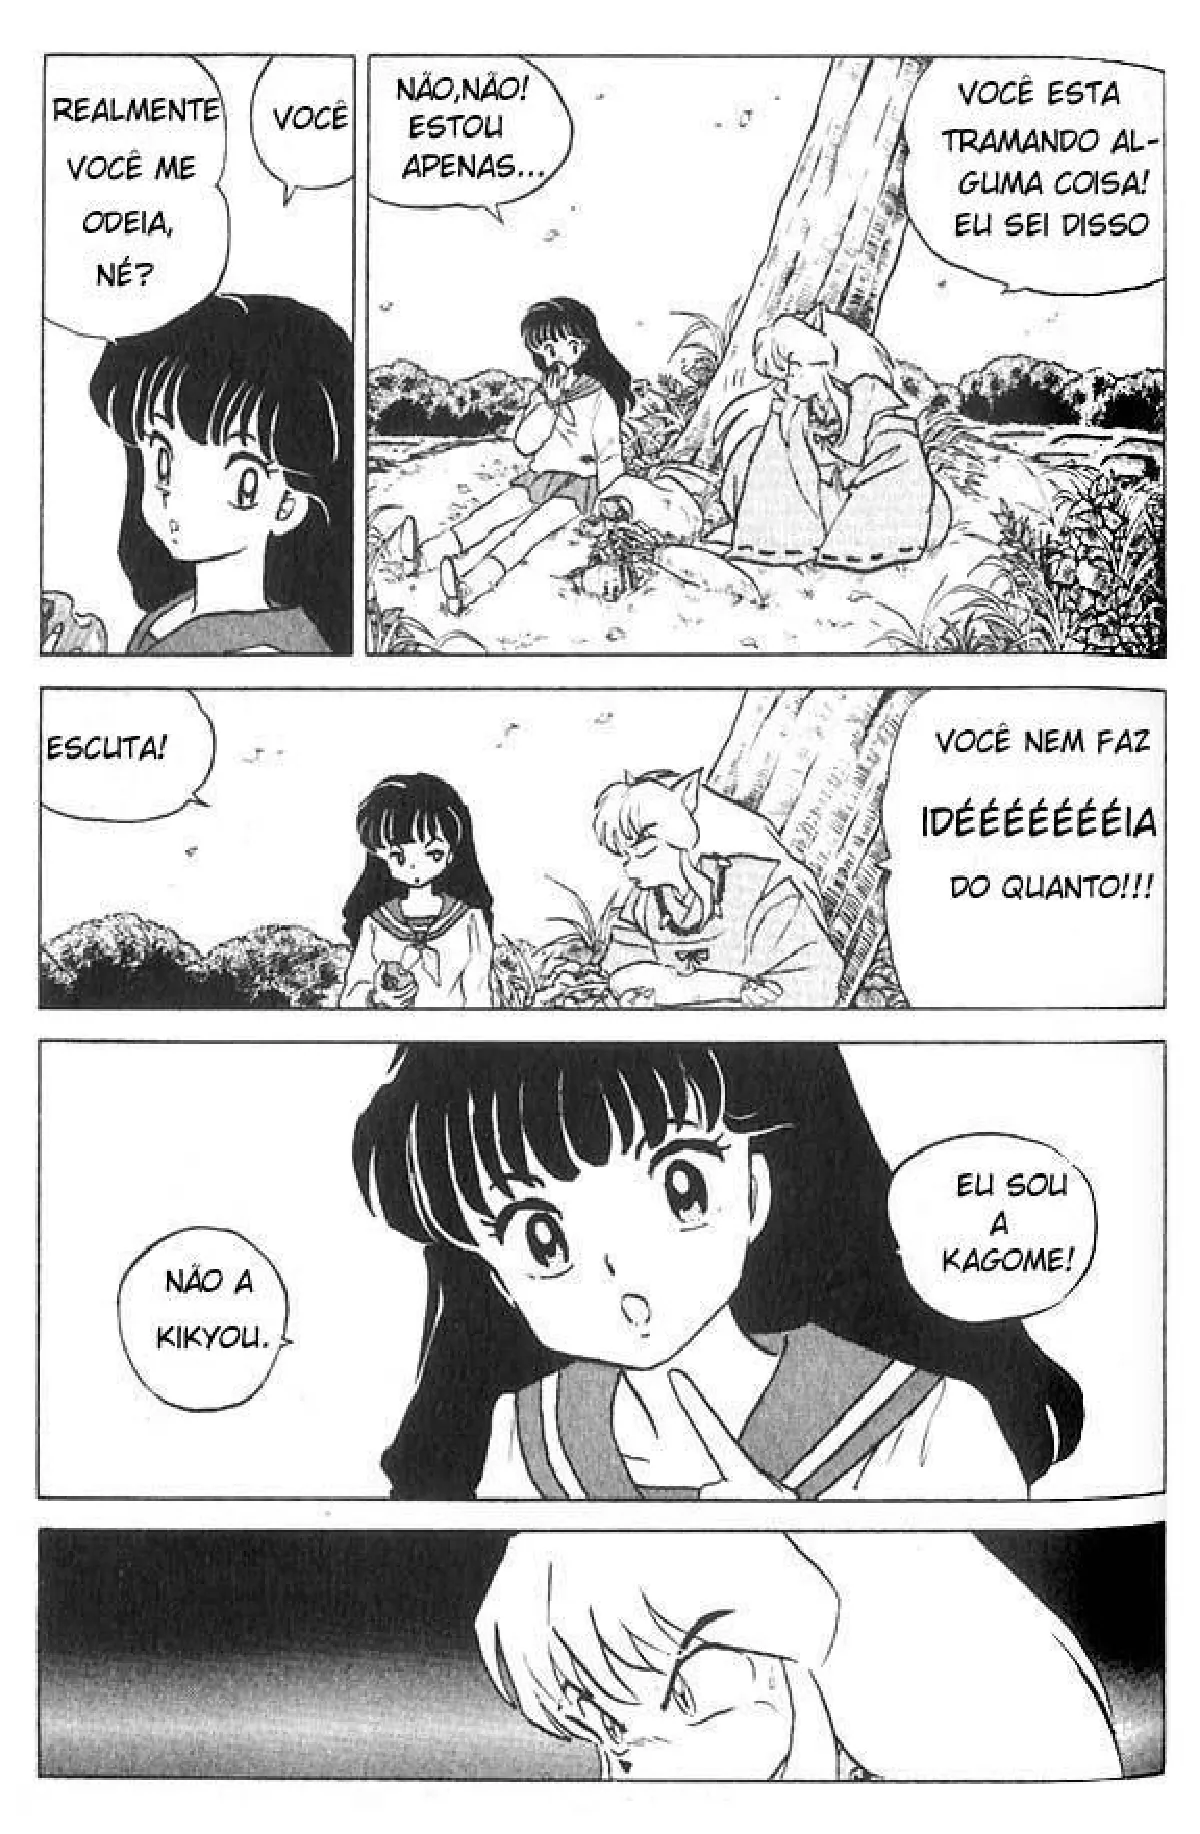 VOCÊ ESTA
TRAMANDO AL-
GUMA COISA!
EU SEI DISSO
NÃO,NÃO!
ESTOU
APENAS...
VOCÊ
REALMENTE
VOCÊ ME
ODEIA,
NÉ?
VOCÊ NEM FAZ
IDÉÉÉÉÉÉÉÉIA
DO QUANTO!!!
ESCUTA!
EU SOU
A
KAGOME!
NÃO A
KIKYOU.